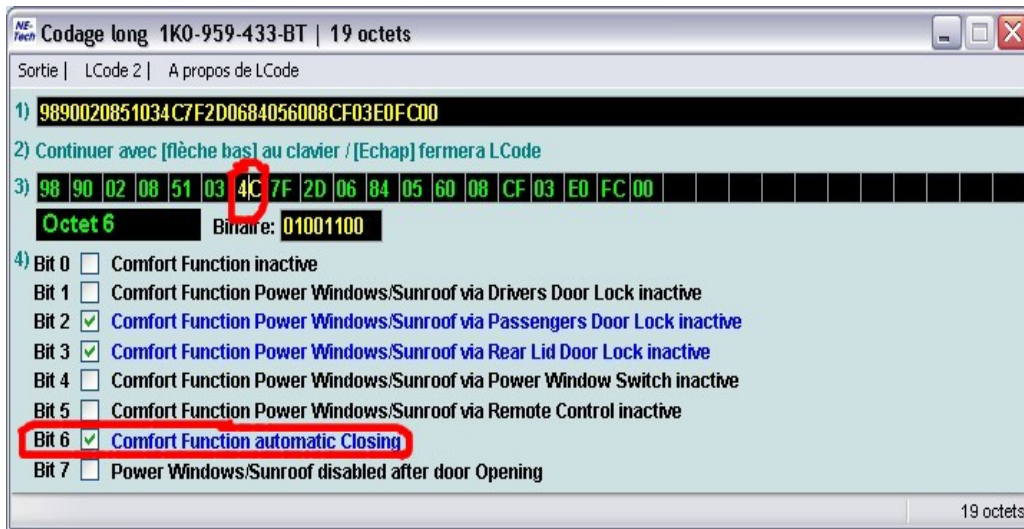 NE-Tech Codage long 1K0-959-433-BT | 19 octets
Sortie | LCode 2 | A propos de LCode
1) 9890020851034C7F2D0684056008CF03E0FC00
2) Continuer avec [flèche bas] au clavier / [Echap] fermera LCode
3) 98 90 02 08 51 03 4C 7F 2D 06 84 05 60 08 CF 03 E0 FC 00
Octet 6 Binaire: 01001100
4) Bit 0 Comfort Function inactive
Bit 1 Comfort Function Power Windows/Sunroof via Drivers Door Lock inactive
Bit 2 Comfort Function Power Windows/Sunroof via Passengers Door Lock inactive
Bit 3 Comfort Function Power Windows/Sunroof via Rear Lid Door Lock inactive
Bit 4 Comfort Function Power Windows/Sunroof via Power Window Switch inactive
Bit 5 Comfort Function Power Windows/Sunroof via Remote Control inactive
Bit 6 Comfort Function automatic Closing
Bit 7 Power Windows/Sunroof disabled after door Opening
19 octets